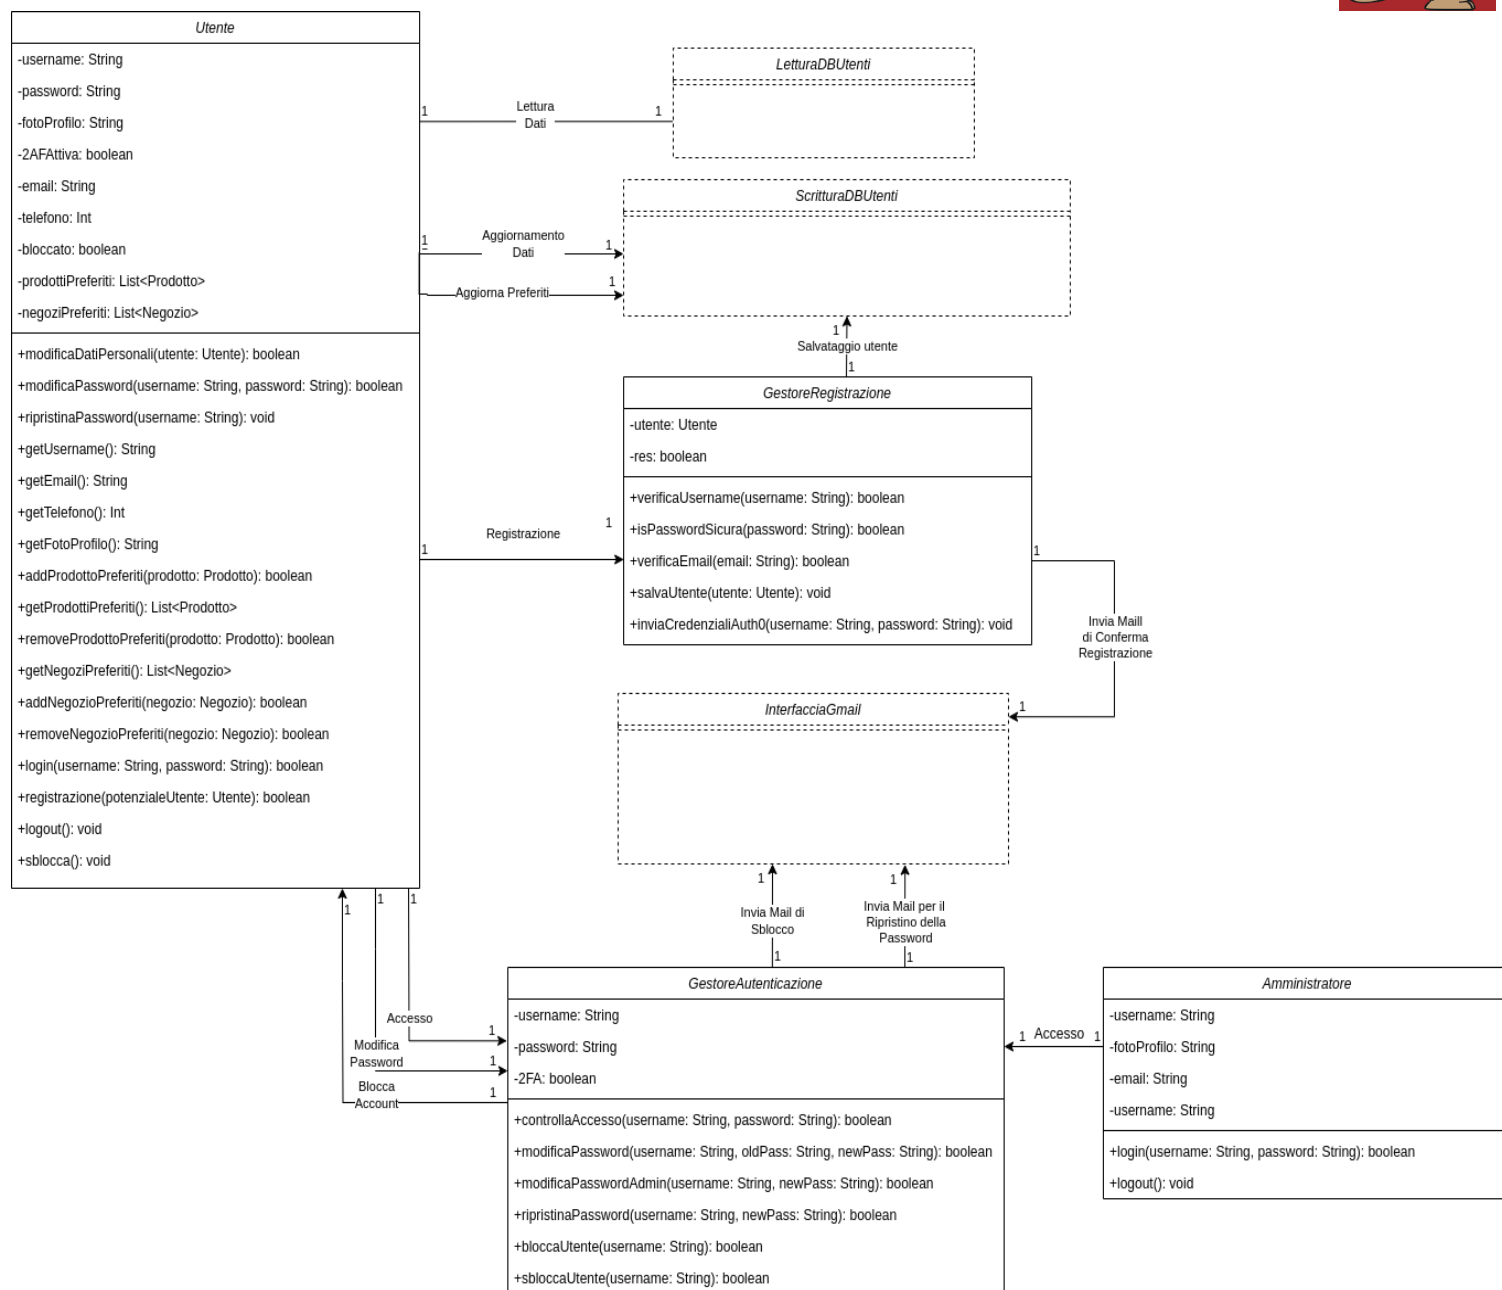 Utente
-username: String
-password: String
-fotoProfilo: String
-2AFAttiva: boolean
-email: String
-telefono: Int
-bloccato: boolean
-prodottiPreferiti: List<Prodotto>
-negoziPreferiti: List<Negozio>
+modificaDatiPersonali(utente: Utente): boolean
+modificaPassword(username: String, password: String): boolean
+ripristinaPassword(username: String): void
+getUsername(): String
+getEmail(): String
+getTelefono(): Int
+getFotoProfilo(): String
+addProdottoPreferiti(prodotto: Prodotto): boolean
+getProdottiPreferiti(): List<Prodotto>
+removeProdottoPreferiti(prodotto: Prodotto): boolean
+getNegoziPreferiti(): List<Negozio>
+addNegozioPreferiti(negozio: Negozio): boolean
+removeNegozioPreferiti(negozio: Negozio): boolean
+login(username: String, password: String): boolean
+registrazione(potenzialeUtente: Utente): boolean
+logout(): void
+sblocca(): void
1
Lettura
Dati
1
LetturaDBUtenti
1
Aggiornamento
Dati
1
Aggiorna Preferiti
1
ScritturaDBUtenti
1
Salvataggio utente
1
GestoreRegistrazione
-utente: Utente
-res: boolean
+verificaUsername(username: String): boolean
+isPasswordSicura(password: String): boolean
+verificaEmail(email: String): boolean
+salvaUtente(utente: Utente): void
+inviaCredenzialiAuth0(username: String, password: String): void
1
Registrazione
1
1
Invia Maill
di Conferma
Registrazione
1
InterfacciaGmail
1
Invia Mail di
Sblocco
1
1
Invia Mail per il
Ripristino della
Password
1
1
1
1
Accesso
1
Modifica
Password
1
Blocca
Account
1
GestoreAutenticazione
-username: String
-password: String
-2FA: boolean
+controllaAccesso(username: String, password: String): boolean
+modificaPassword(username: String, oldPass: String, newPass: String): boolean
+modificaPasswordAdmin(username: String, newPass: String): boolean
+ripristinaPassword(username: String, newPass: String): boolean
+bloccaUtente(username: String): boolean
+sbloccaUtente(username: String): boolean
1
Accesso
1
Amministratore
-username: String
-fotoProfilo: String
-email: String
-username: String
+login(username: String, password: String): boolean
+logout(): void